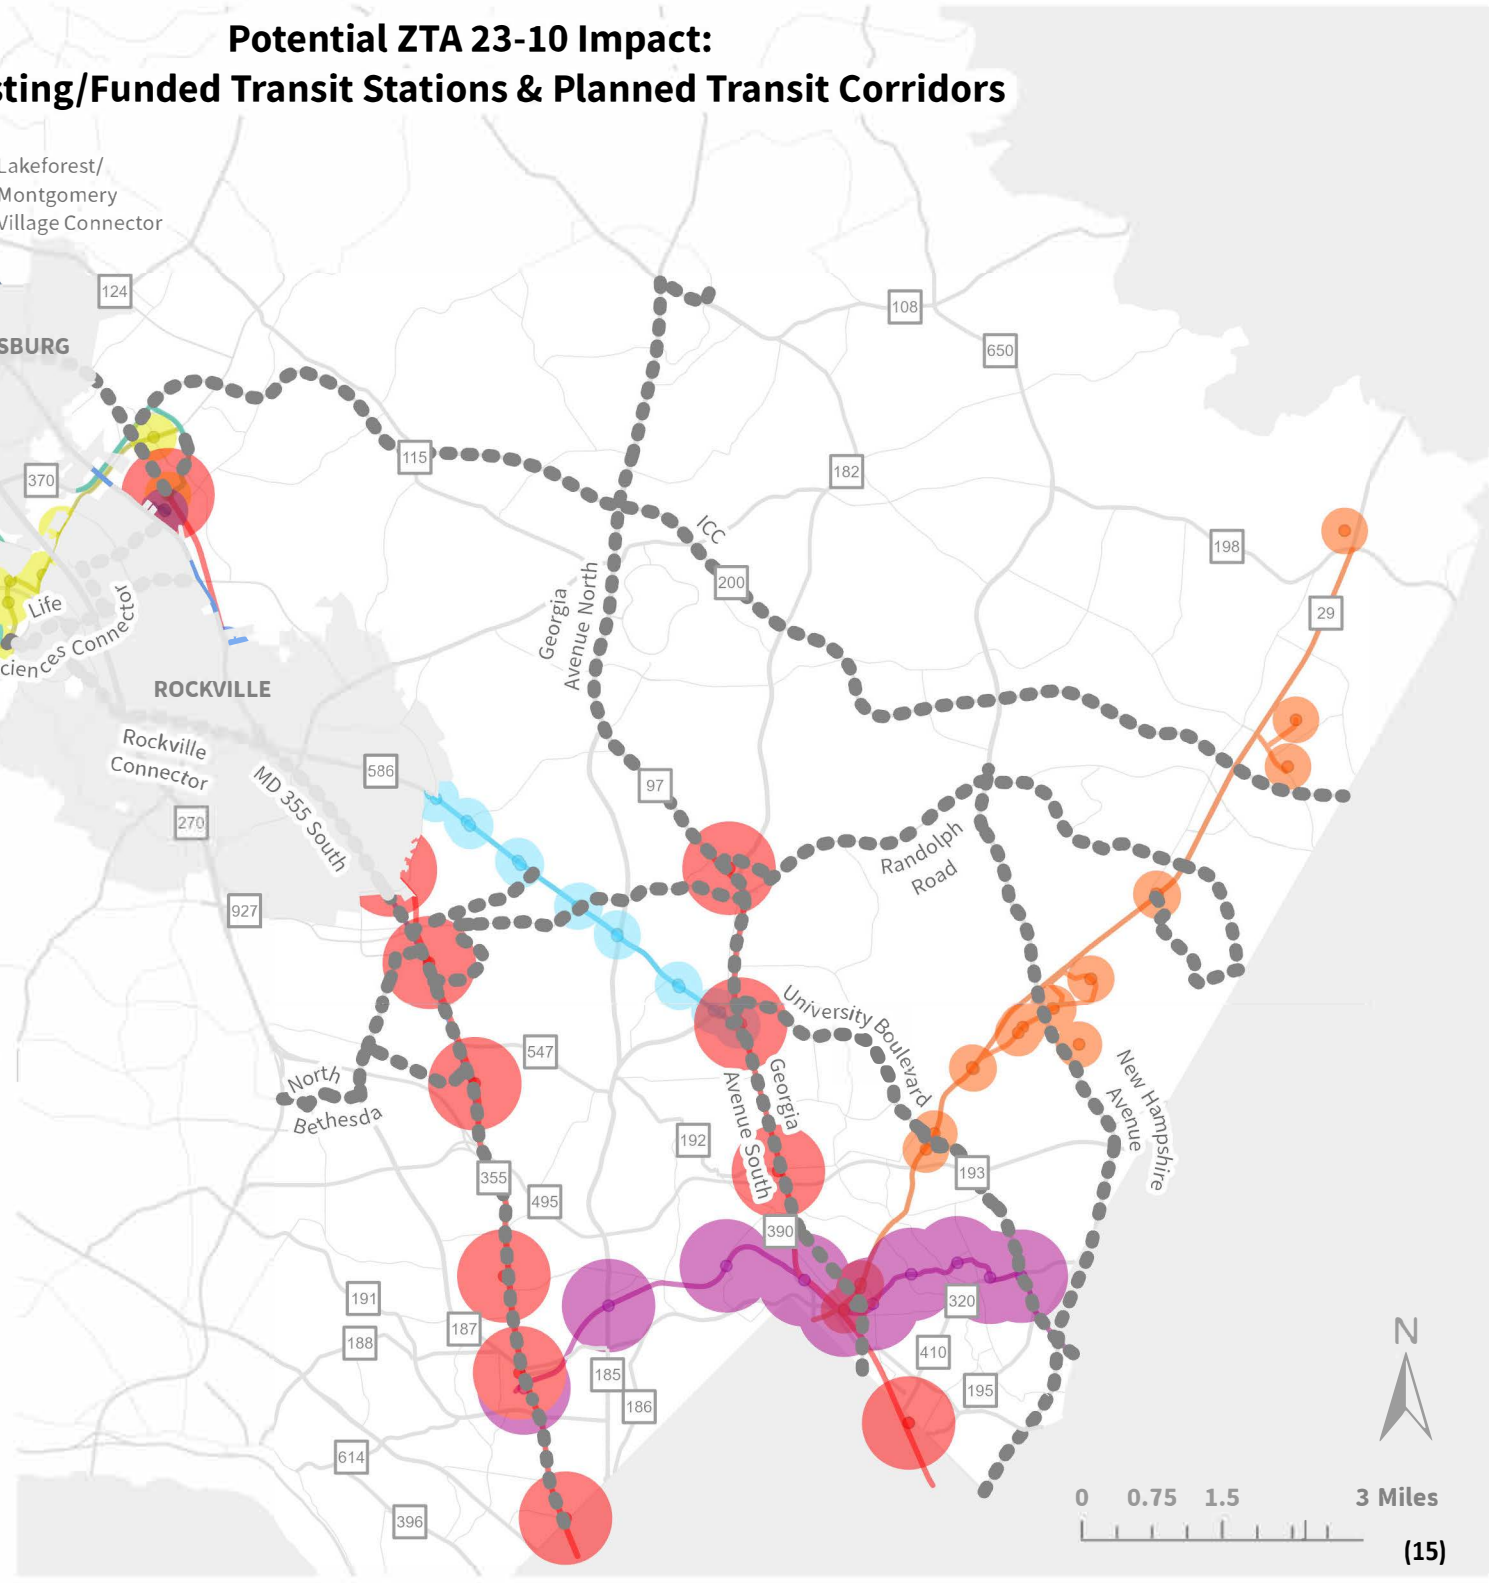 Potential ZTA 23-10 Impact:
sting/Funded Transit Stations & Planned Transit Corridors
Lakeforest/
Montgomery
Village Connector
124
108
SBURG
650
115
182
370
ICC
198
200
Georgia
Avenue North
Life
ciences Connector
29
ROCKVILLE
Rockville
Connector
586
MD 355 South
97
270
Randolph
Road
927
University Boulevard
547
North
Bethesda
Georgia
Avenue South
New Hampshire
Avenue
192
193
355
495
390
191
320
187
188
410
185
195
186
N
614
396
0 0.75 1.5 3 Miles
(15)